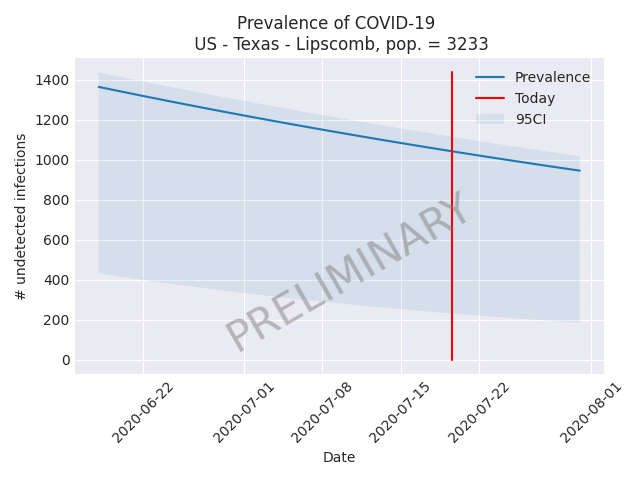 Prevalence of COVID-19
US - Texas - Lipscomb, pop. = 3233
Prevalence
Today
95CI
1400
1200
1000
800
600
400
200
0
# undetected infections
PRELIMINARY
2020-06-22
2020-07-01
2020-07-08
2020-07-15
2020-07-22
2020-08-01
Date